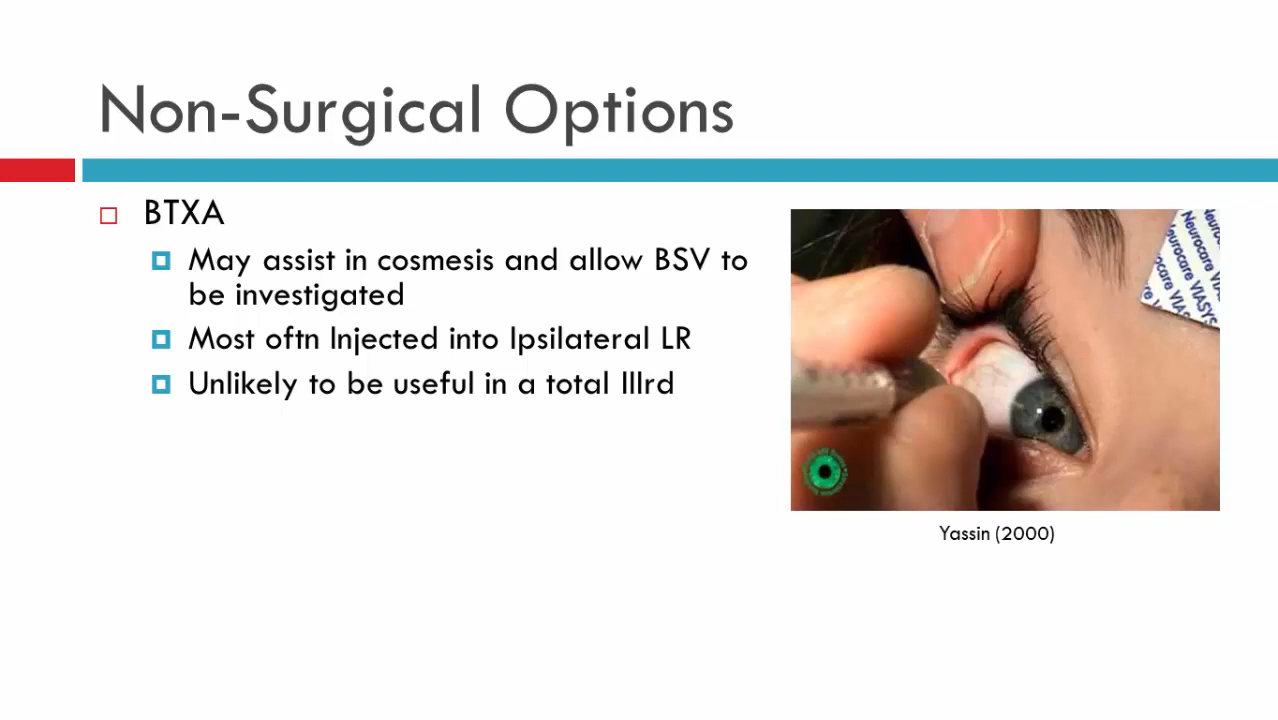 Non-Surgical Options
BTXA
May assist in cosmesis and allow BSV to
be investigated
Most oftn Injected into Ipsilateral LR
Unlikely to be useful in a total IIIrd
Neurocare VIASYS
Yassin (2000)